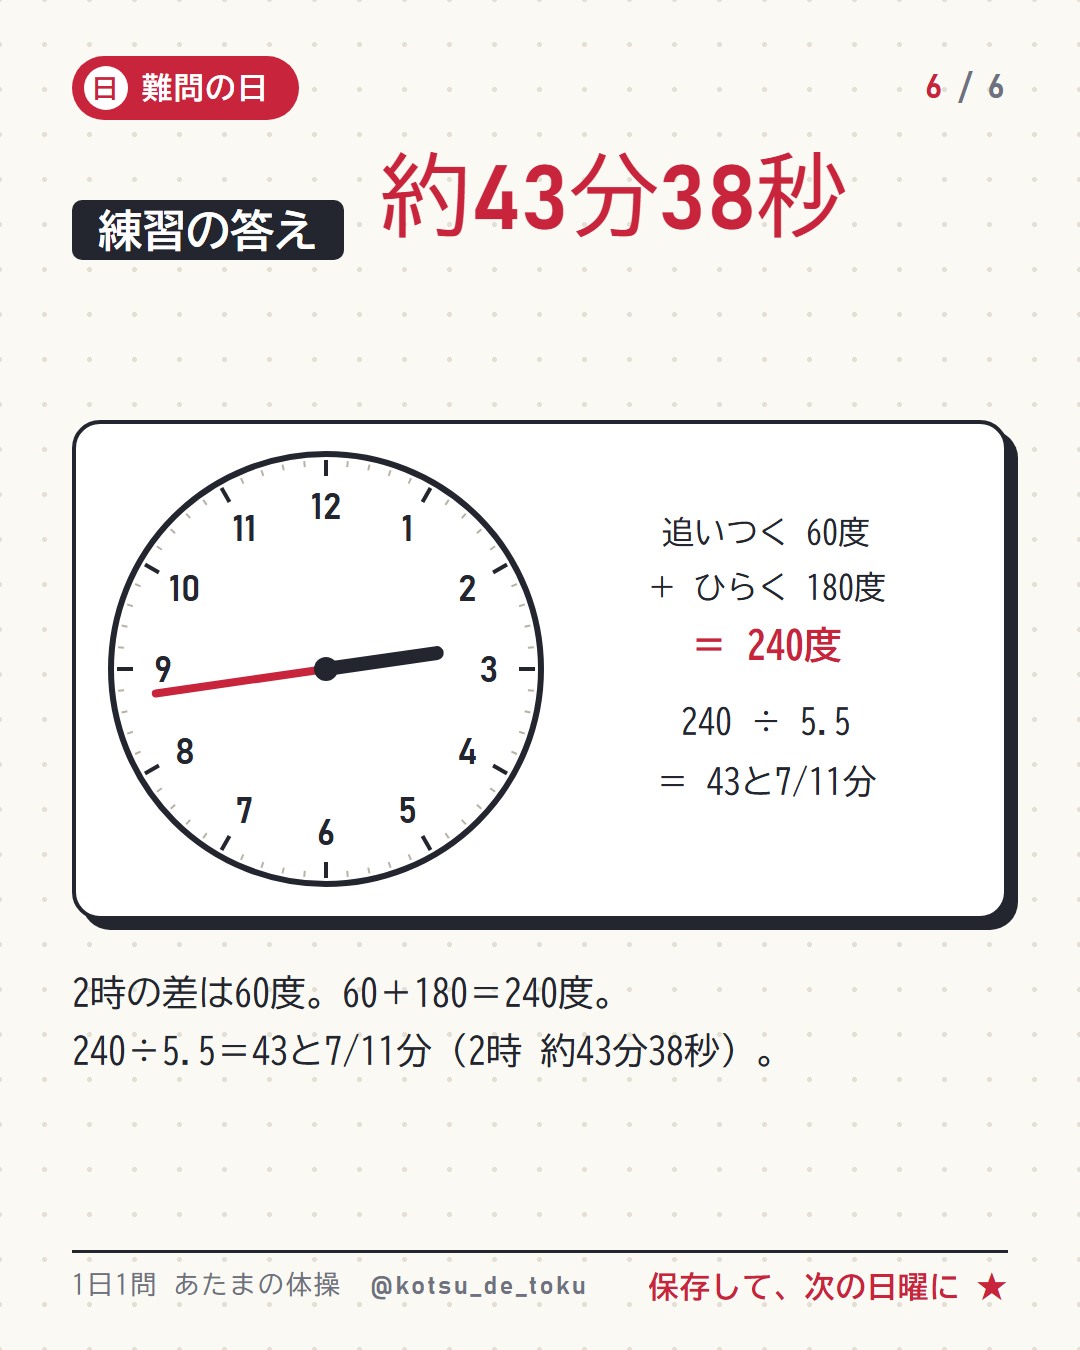 日 難問の日
6 / 6
練習の答え 約43分38秒
12
11 1
10 2
9 3
8 4
7 5
6
追いつく 60度
+ ひらく 180度
= 240度
240 ÷ 5.5
= 43と7/11分
2時の差は60度。60+180=240度。
240÷5.5=43と7/11分（2時 約43分38秒）。
1日1問 あたまの体操 @kotsu_de_toku 保存して、次の日曜に ★